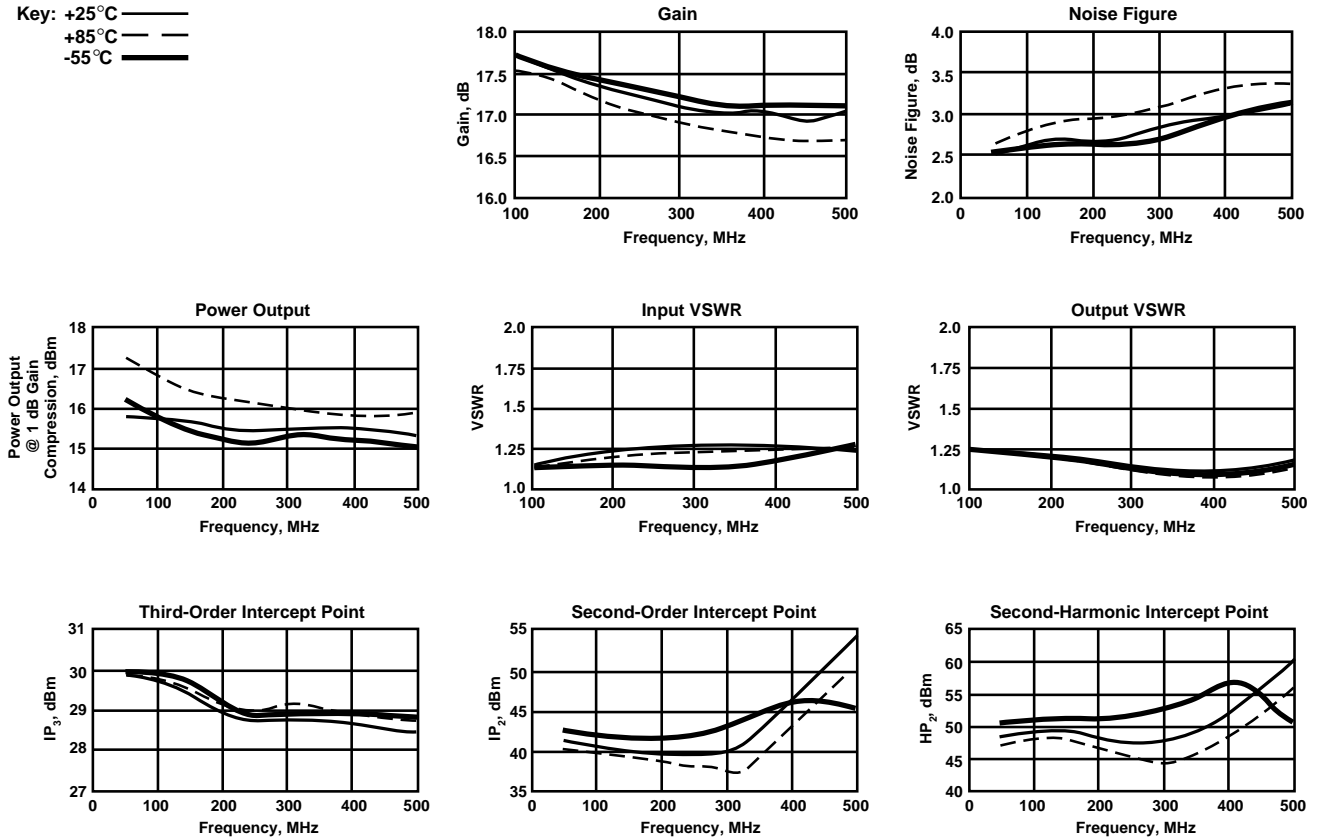 Key: +25°C
+85°C
-55°C
Gain
Gain, dB
18.0
17.5
17.0
16.5
16.0
100 200 300 400 500
Frequency, MHz
Noise Figure
Noise Figure, dB
4.0
3.5
3.0
2.5
2.0
0 100 200 300 400 500
Frequency, MHz
Power Output
Power Output
@ 1 dB Gain
Compression, dBm
18
17
16
15
14
0 100 200 300 400 500
Frequency, MHz
Input VSWR
VSWR
2.0
1.75
1.5
1.25
1.0
100 200 300 400 500
Frequency, MHz
Output VSWR
VSWR
2.0
1.75
1.5
1.25
1.0
100 200 300 400 500
Frequency, MHz
Third-Order Intercept Point
IP3, dBm
31
30
29
28
27
0 100 200 300 400 500
Frequency, MHz
Second-Order Intercept Point
IP2, dBm
55
50
45
40
35
0 100 200 300 400 500
Frequency, MHz
Second-Harmonic Intercept Point
HP2, dBm
65
60
55
50
45
40
0 100 200 300 400 500
Frequency, MHz